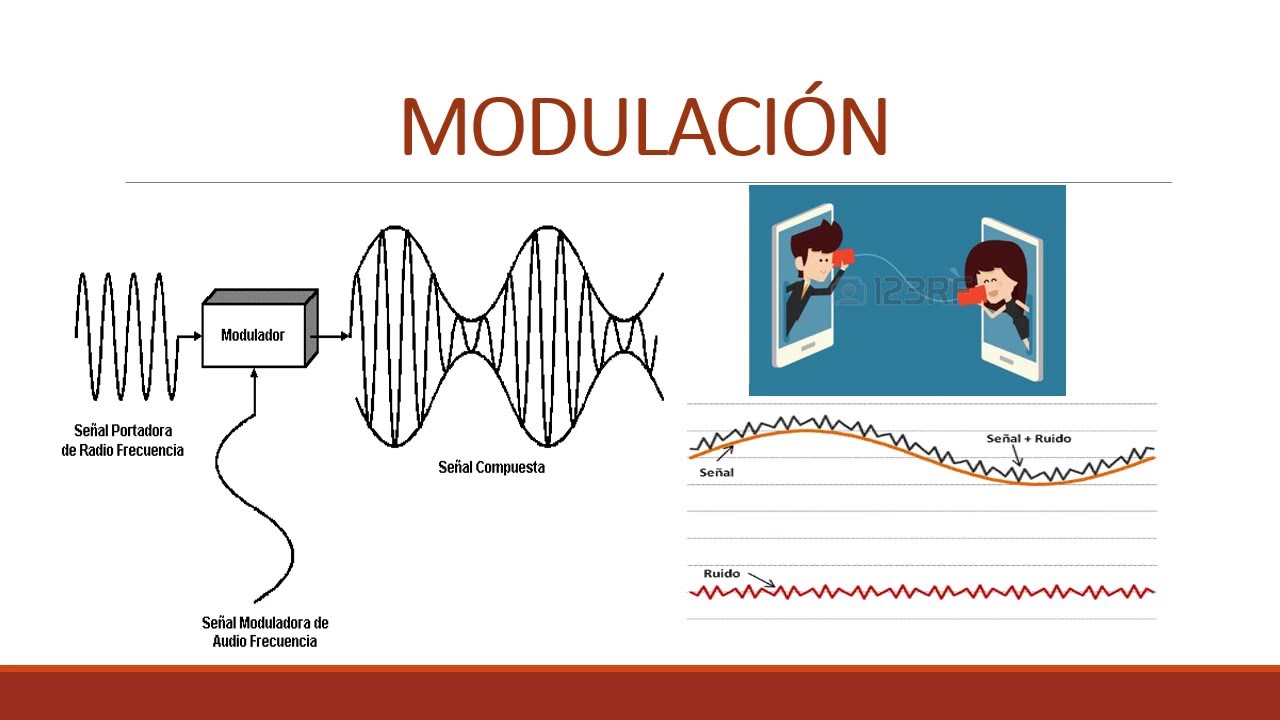 MODULACIÓN
Modulador
Señal Portadora
de Radio Frecuencia
Señal Compuesta
Señal Moduladora de
Audio Frecuencia
123RF
Señal + Ruido
Señal
Ruido